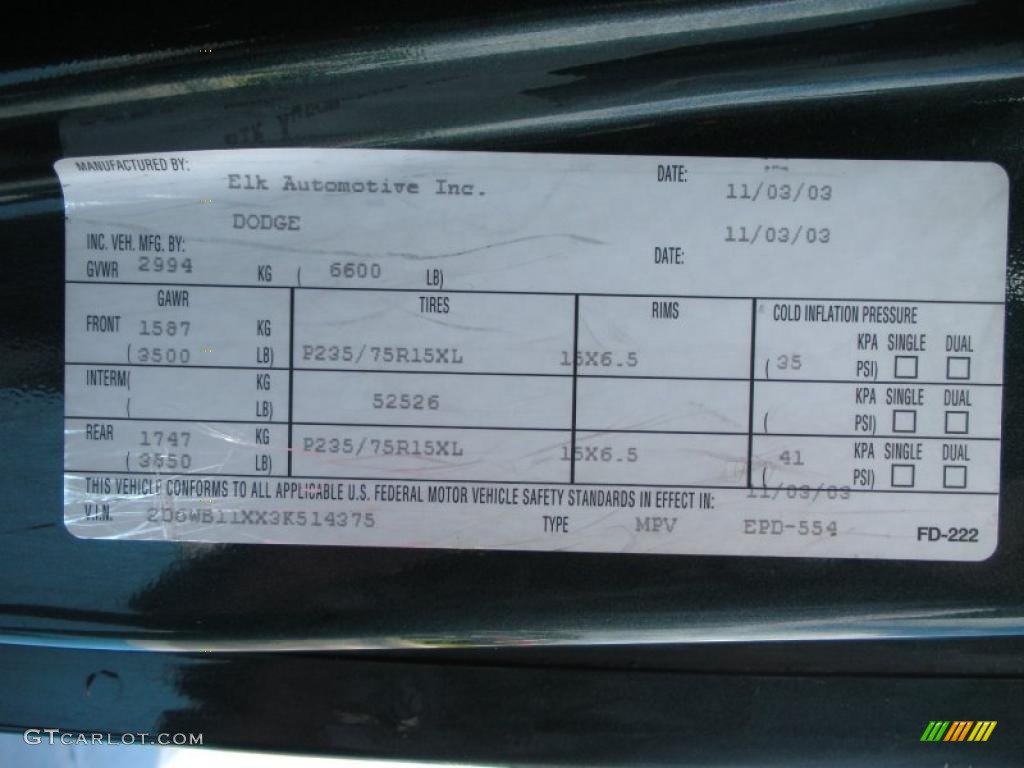 MANUFACTURED BY: Elk Automotive Inc. DATE: 11/03/03
DODGE 11/03/03
INC. VEH. MFG. BY: DATE:
GVWR 2994 KG ( 6600 LB)
GAWR TIRES RIMS COLD INFLATION PRESSURE
FRONT 1587 KG KPA SINGLE DUAL
(3500 LB) P235/75R15XL 15X6.5 ( 35 PSI)
INTERM( KG KPA SINGLE DUAL
( LB) 52526 ( PSI)
REAR 1747 KG P235/75R15XL 15X6.5 KPA SINGLE DUAL
( LB) ( 41 PSI)
THIS VEHICLE CONFORMS TO ALL APPLICABLE U.S. FEDERAL MOTOR VEHICLE SAFETY STANDARDS IN EFFECT IN: 11/03/03
V.I.N. 2D6WB11XX3K514375 TYPE MPV EPD-554 FD-222
GTCARLOT.COM